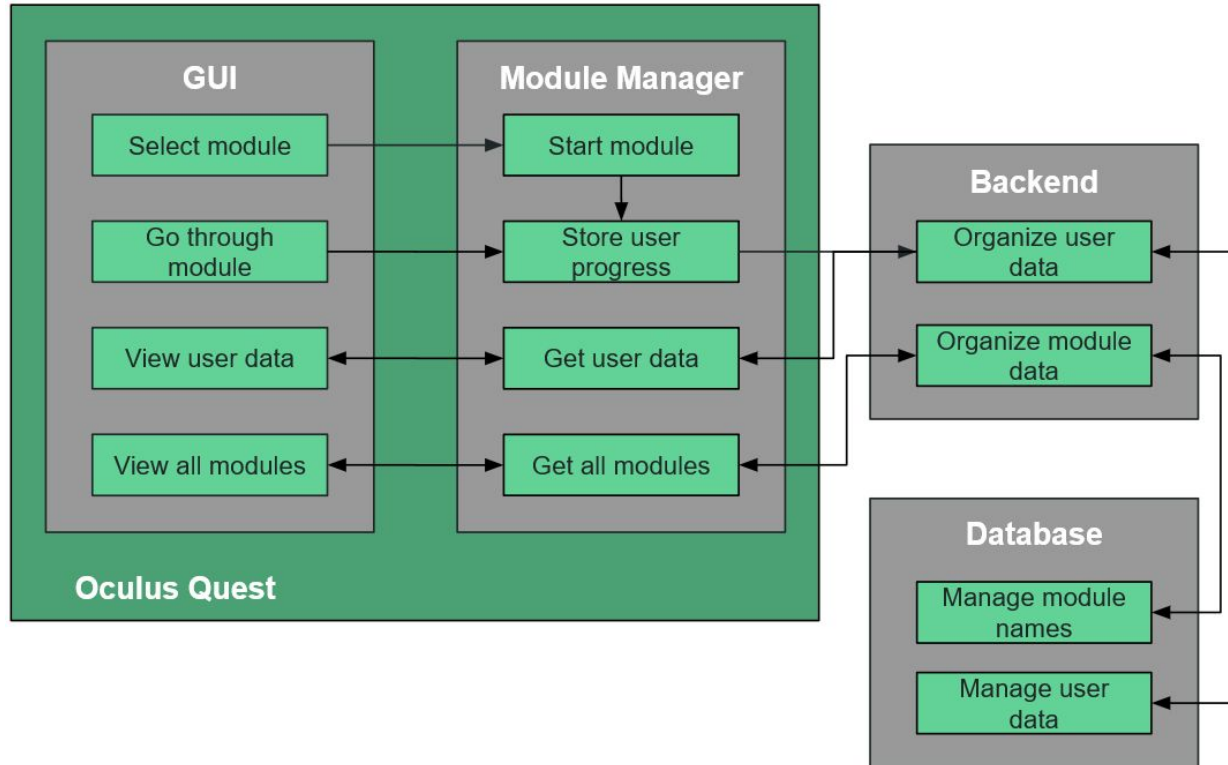 GUI
Select module
Go through
module
View user data
View all modules
Module Manager
Start module
Store user
progress
Get user data
Get all modules
Oculus Quest
Backend
Organize user
data
Organize module
data
Database
Manage module
names
Manage user
data